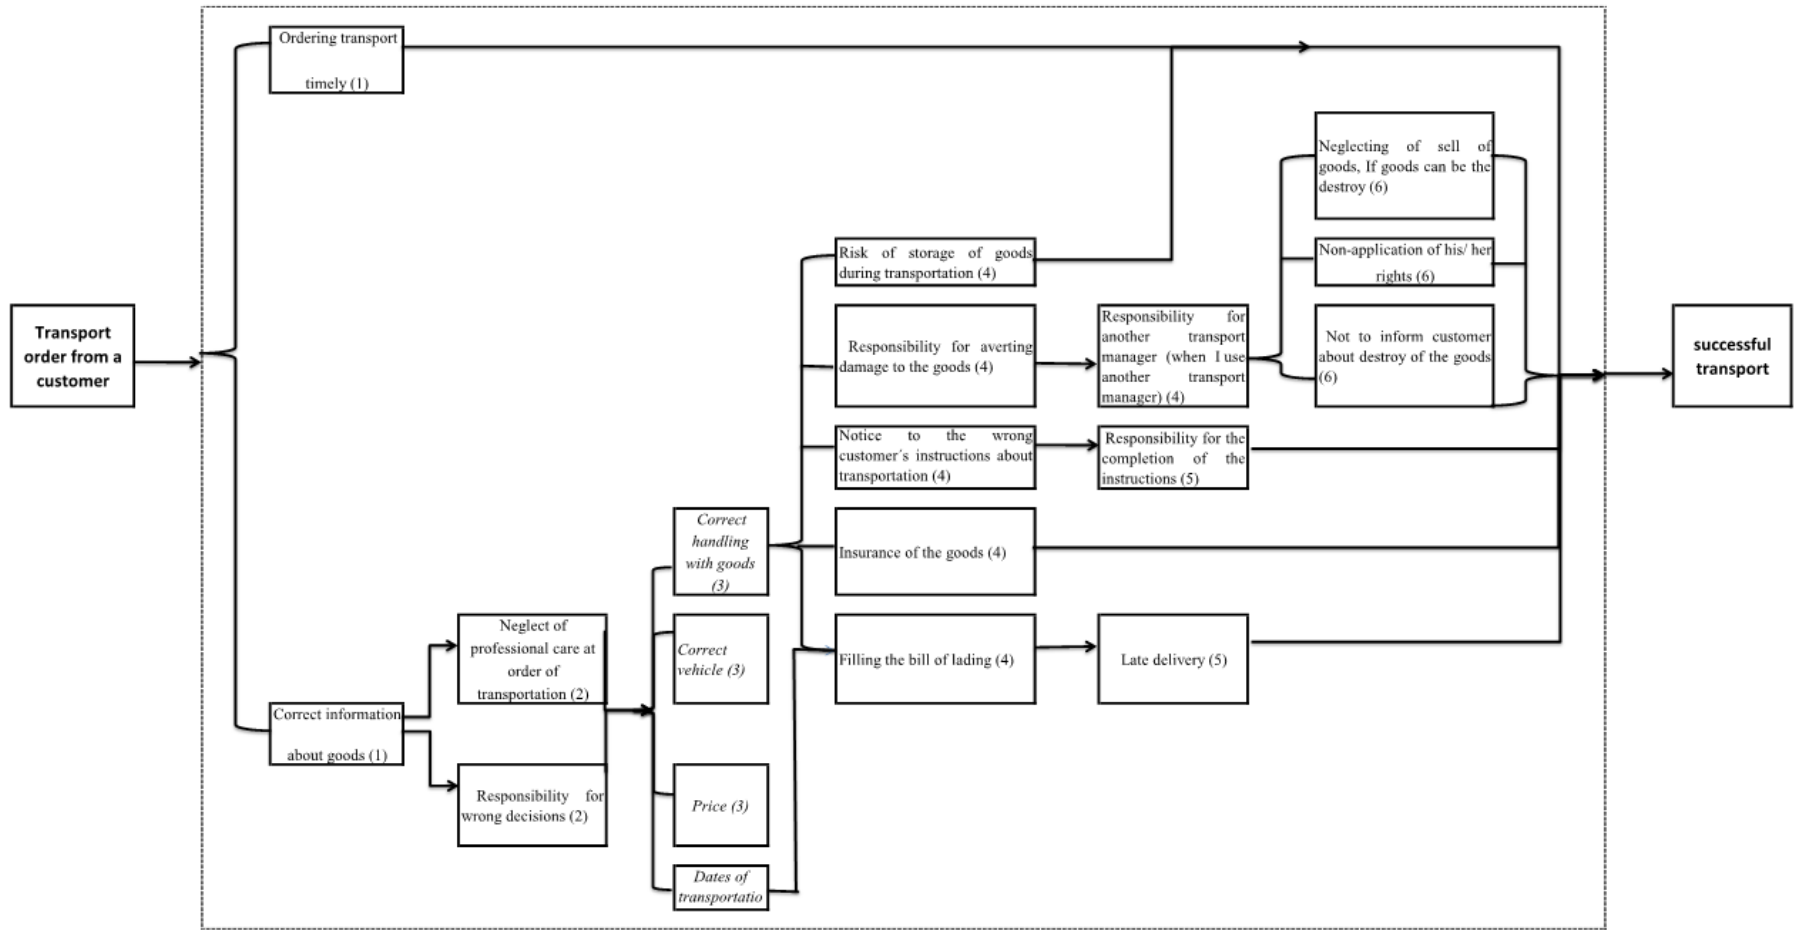 Transport
order from a
customer
Ordering transport
timely (1)
Correct information
about goods (1)
Neglect of
professional care at
order of
transportation (2)
Responsibility for
wrong decisions (2)
Correct
handling
with goods
(3)
Correct
vehicle (3)
Price (3)
Dates of
transportatio
Risk of storage of goods
during transportation (4)
Responsibility for averting
damage to the goods (4)
Notice to the wrong
customer´s instructions about
transportation (4)
Insurance of the goods (4)
Filling the bill of lading (4)
Responsibility for
another transport
manager (when I use
another transport
manager) (4)
Responsibility for the
completion of the
instructions (5)
Late delivery (5)
Neglecting of sell of
goods, If goods can be the
destroy (6)
Non-application of his/ her
rights (6)
Not to inform customer
about destroy of the goods
(6)
successful
transport